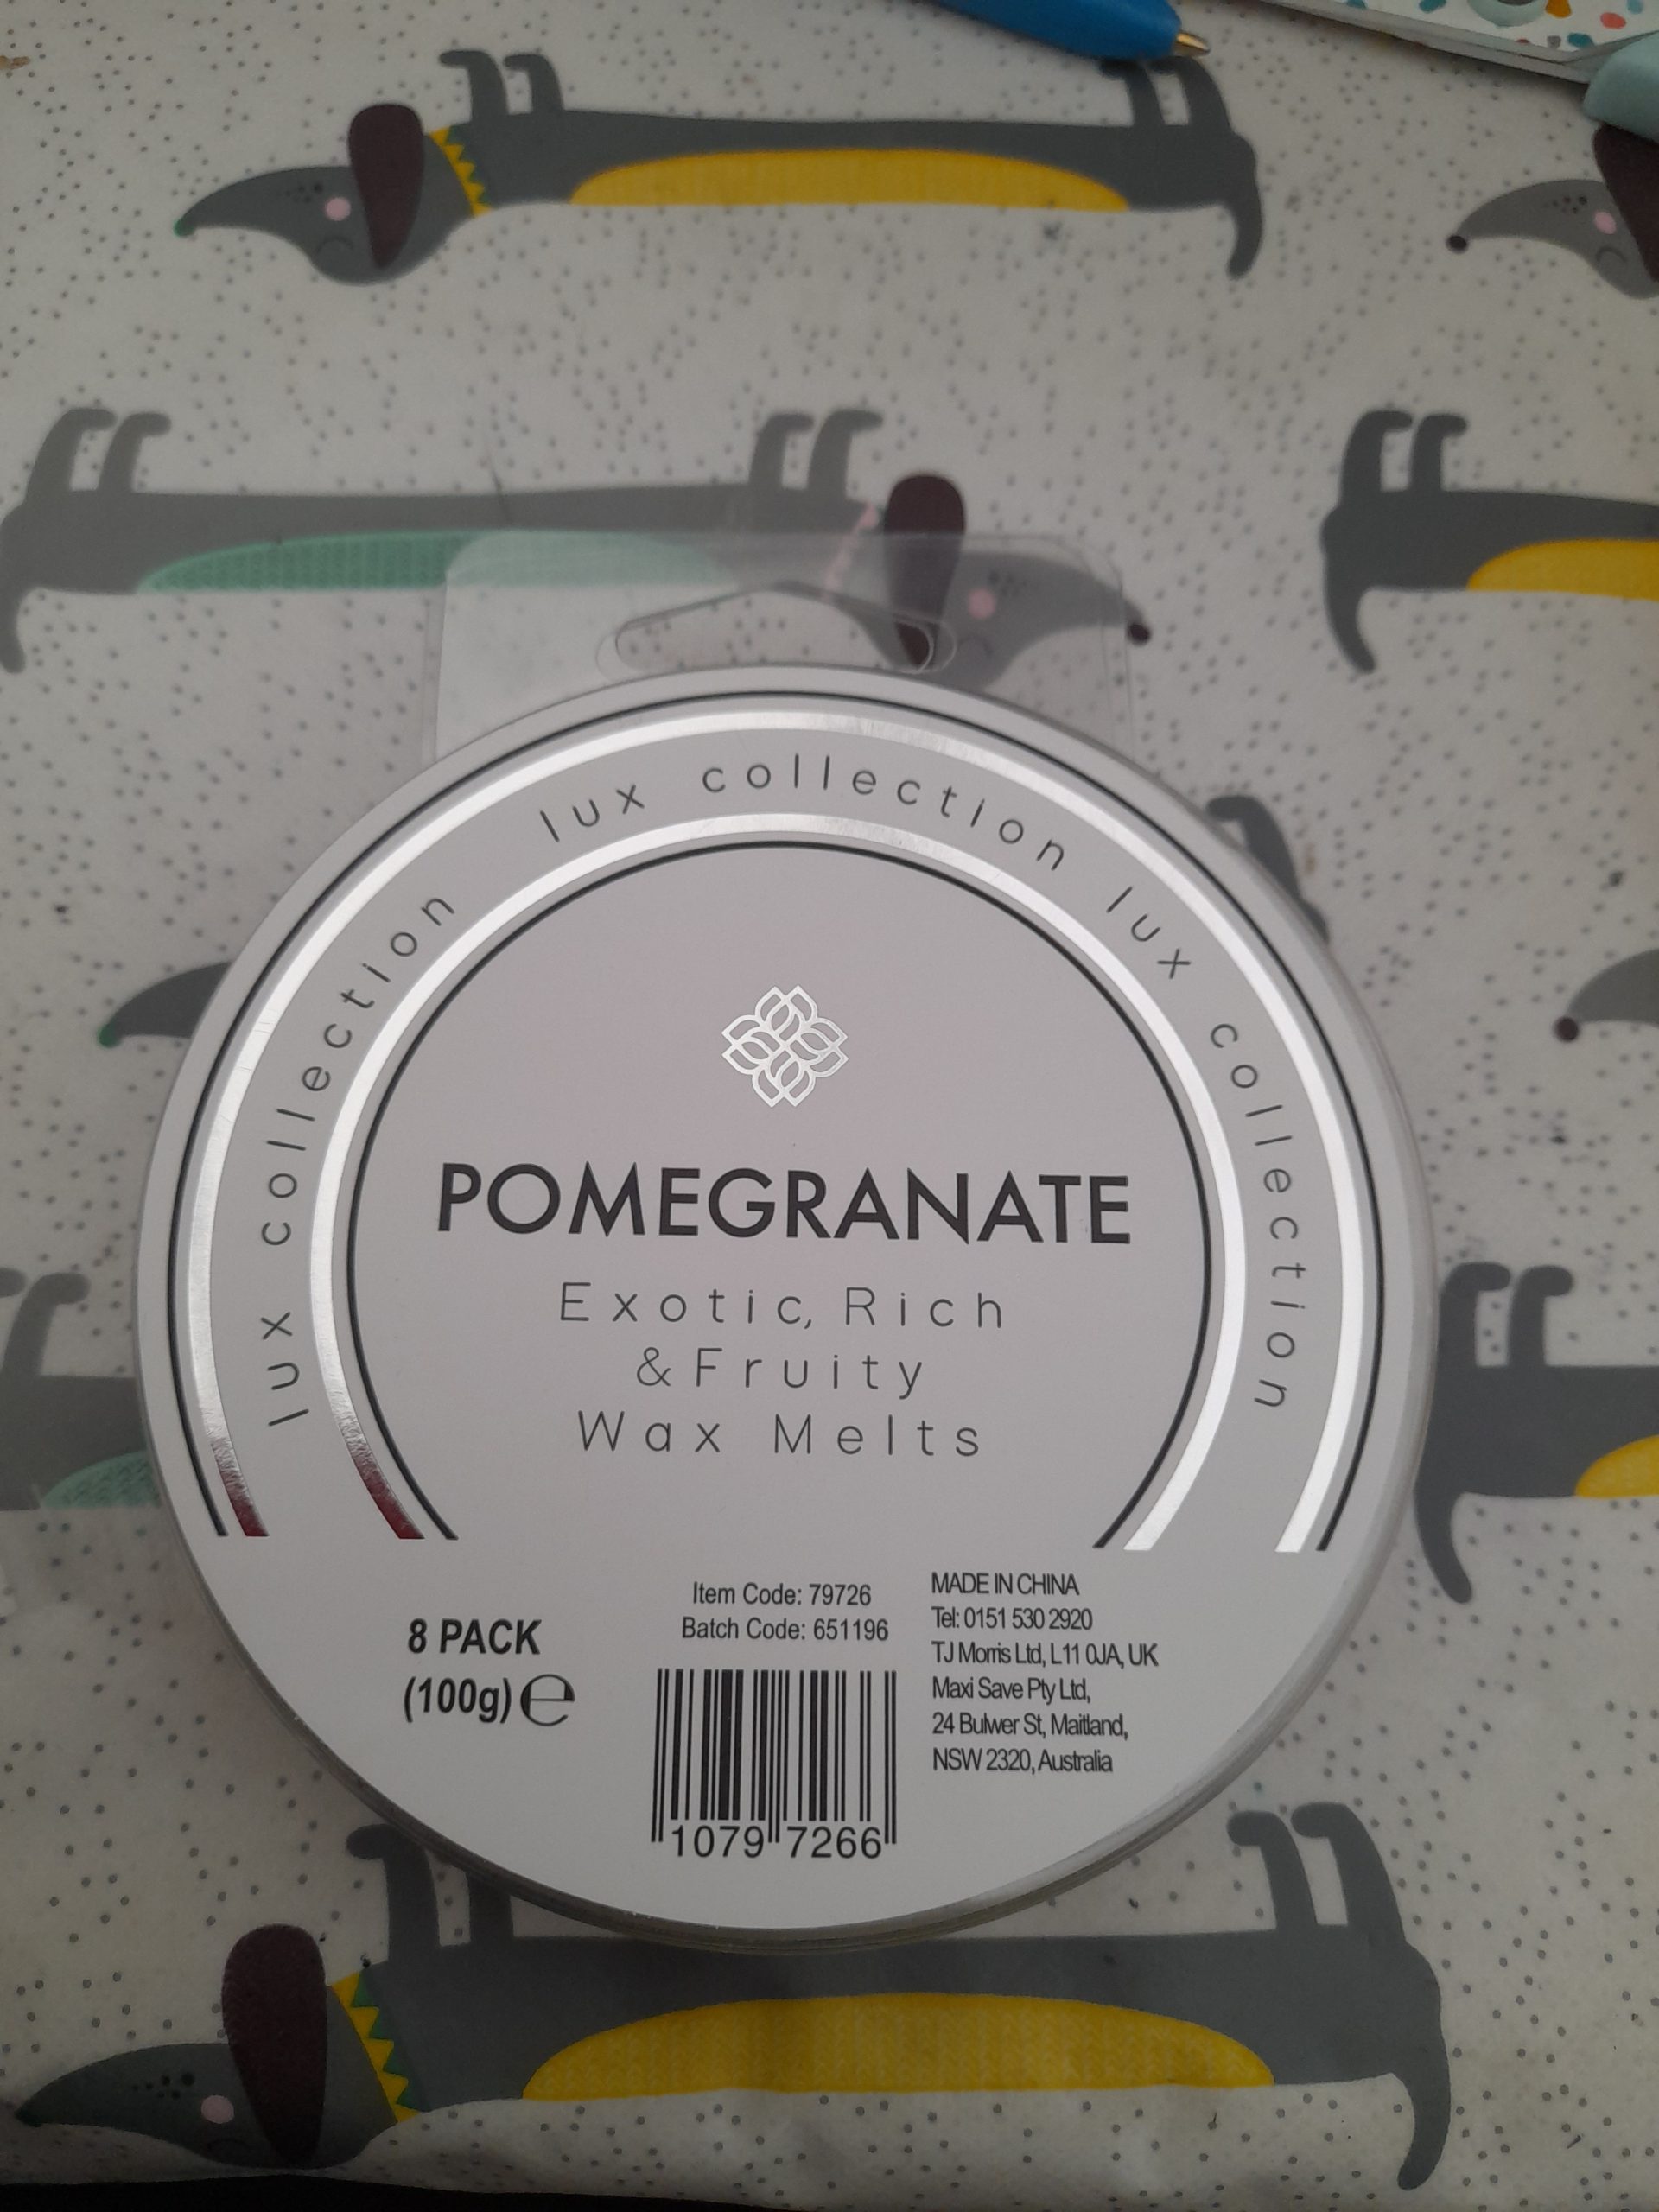 lux collection lux collection lux collection
POMEGRANATE
Exotic, Rich
& Fruity
Wax Melts
8 PACK
(100g) ℮
Item Code: 79726
Batch Code: 651196
1079 7266
MADE IN CHINA
Tel: 0151 530 2920
TJ Morris Ltd, L11 0JA, UK
Maxi Save Pty Ltd,
24 Bulwer St, Maitland,
NSW 2320, Australia